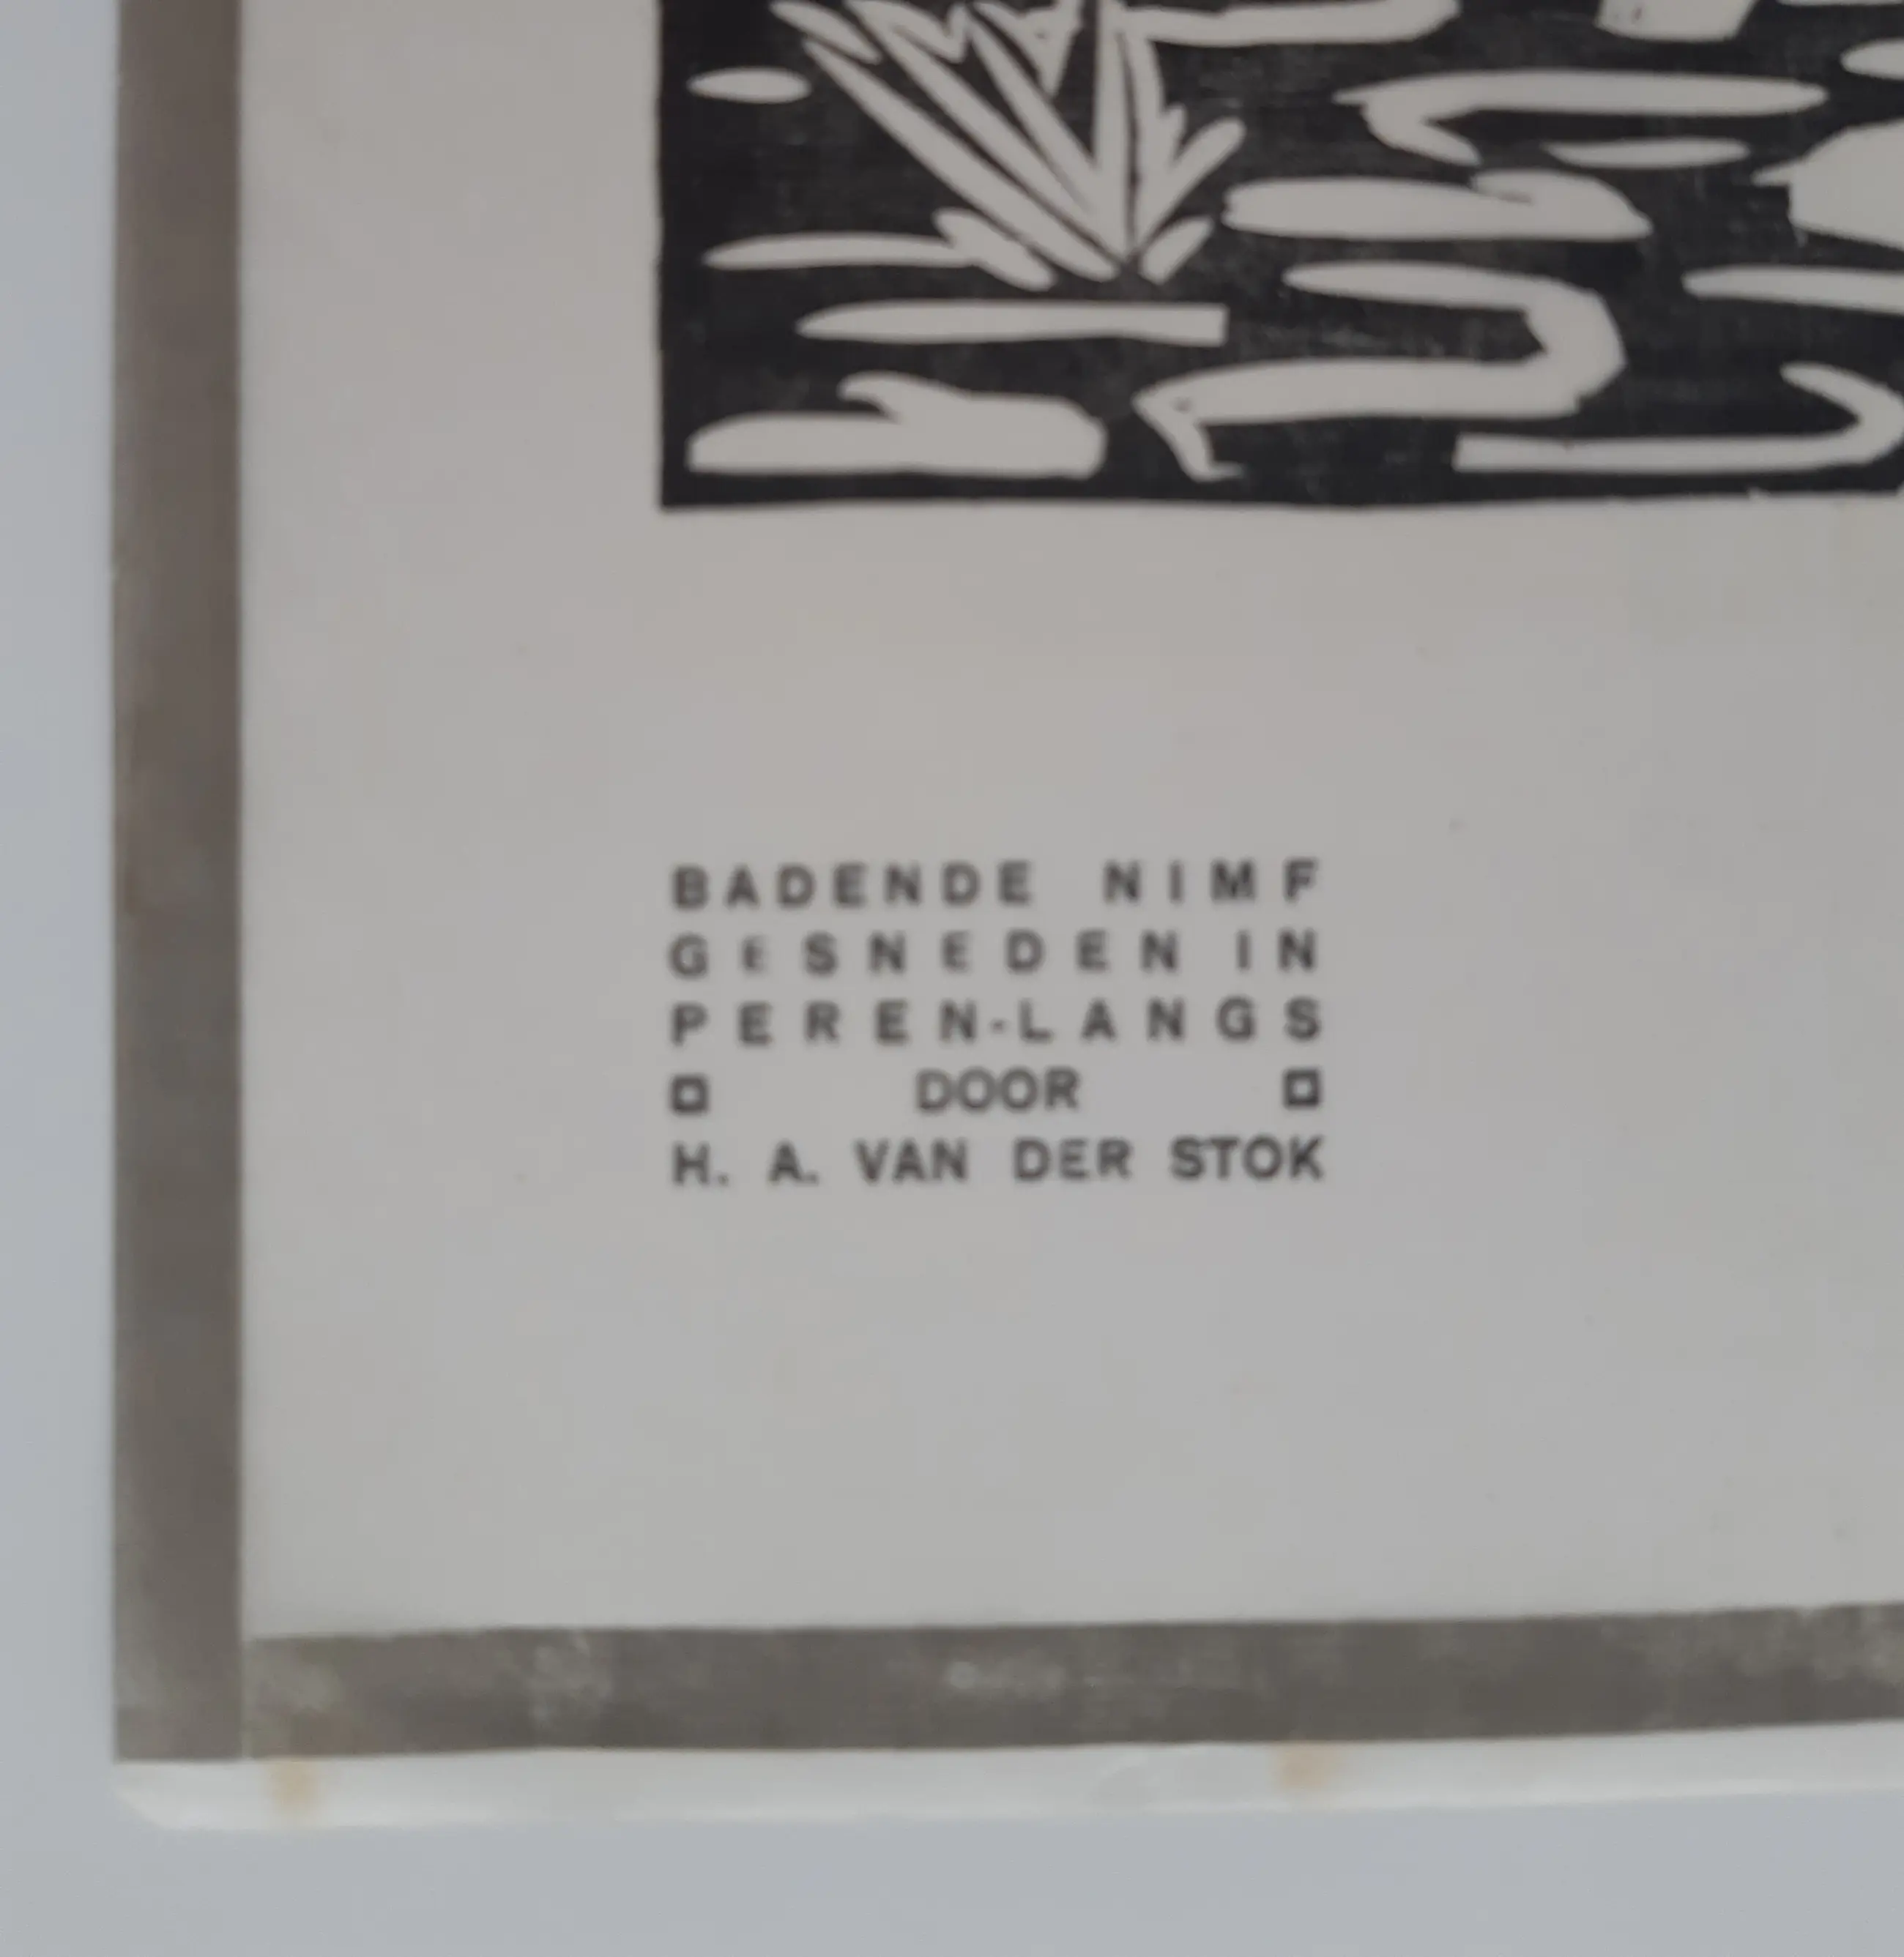 BADENDE NIMF
GESNEDEN IN
PEREN-LANGS
DOOR
H. A. VAN DER STOK